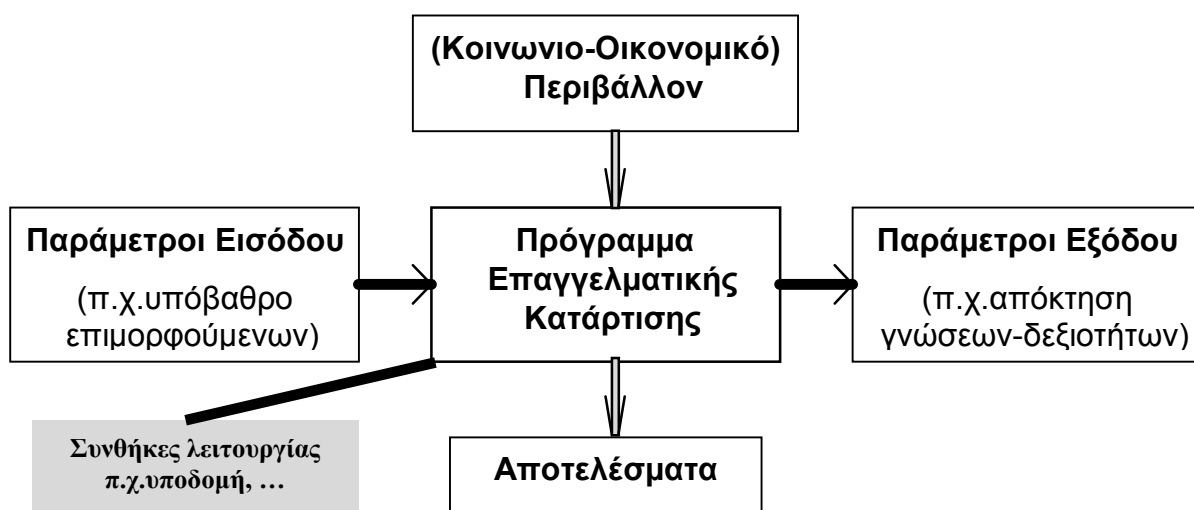 (Κοινωνιο-Οικονομικό)
Περιβάλλον
Παράμετροι Εισόδου
(π.χ.υπόβαθρο
επιμορφούμενων)
Πρόγραμμα
Επαγγελματικής
Κατάρτισης
Παράμετροι Εξόδου
(π.χ.απόκτηση
γνώσεων-δεξιοτήτων)
Συνθήκες λειτουργίας
π.χ.υποδομή, …
Αποτελέσματα